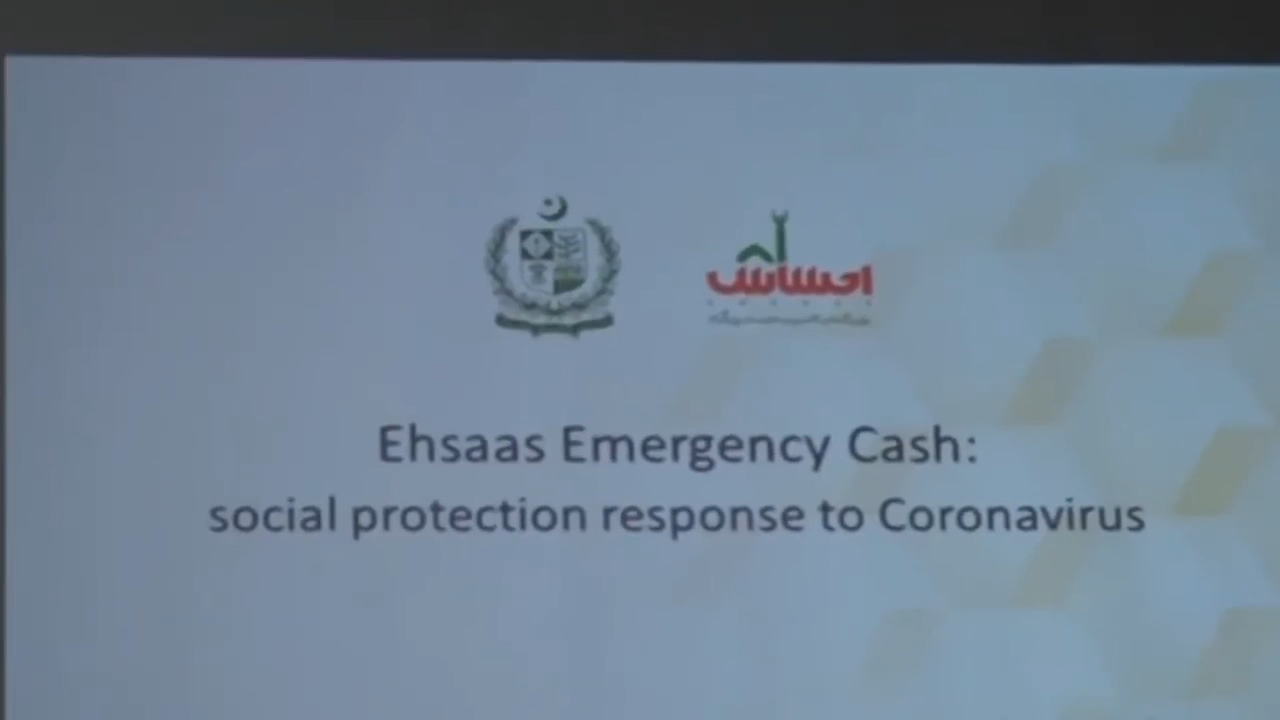 احساس
Ehsaas Emergency Cash:
social protection response to Coronavirus